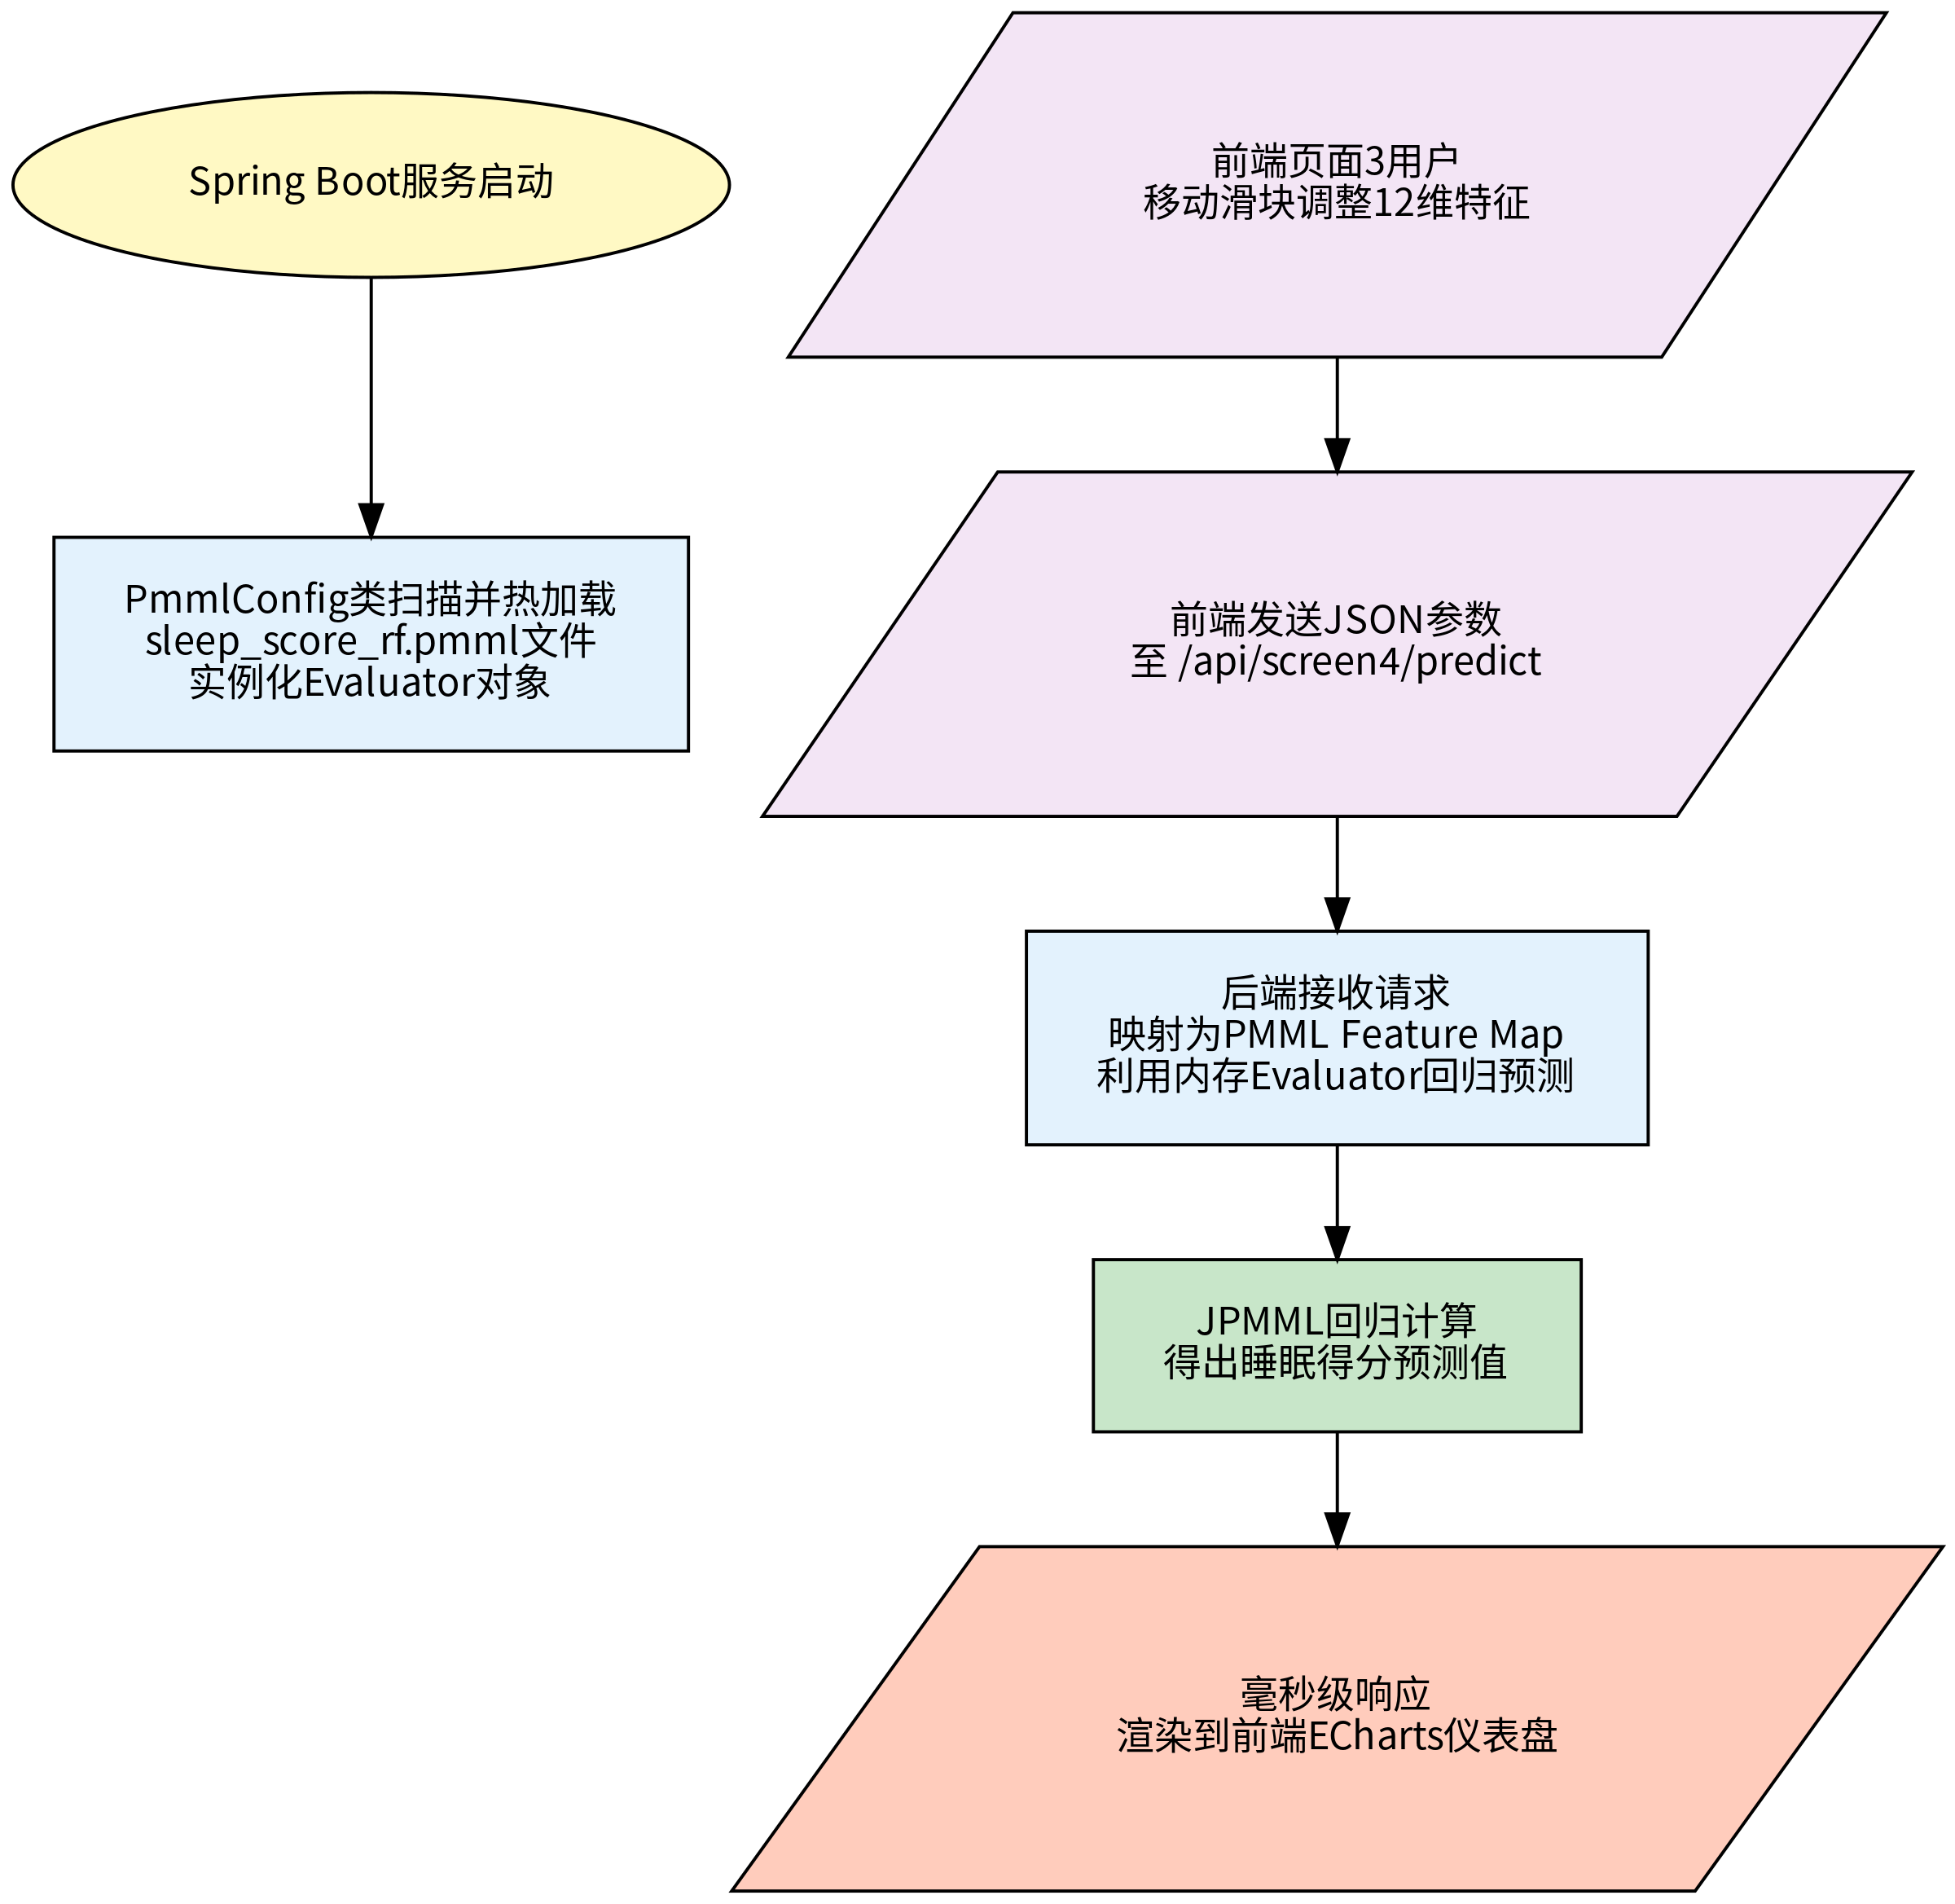 Spring Boot服务启动
PmmlConfig类扫描并热加载
sleep_score_rf.pmml文件
实例化Evaluator对象
前端页面3用户
移动滑块调整12维特征
前端发送JSON参数
至 /api/screen4/predict
后端接收请求
映射为PMML Feature Map
利用内存Evaluator回归预测
JPMML回归计算
得出睡眠得分预测值
毫秒级响应
渲染到前端ECharts仪表盘